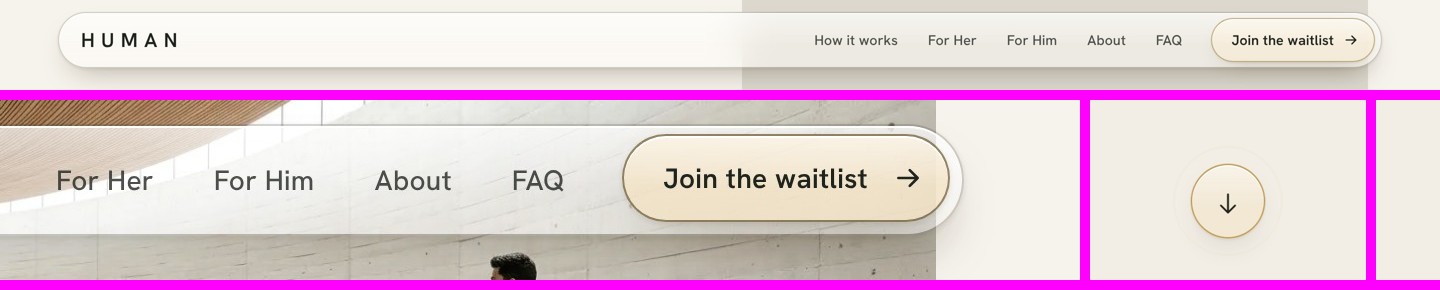 HUMAN How it works For Her For Him About FAQ Join the waitlist →
For Her For Him About FAQ Join the waitlist →